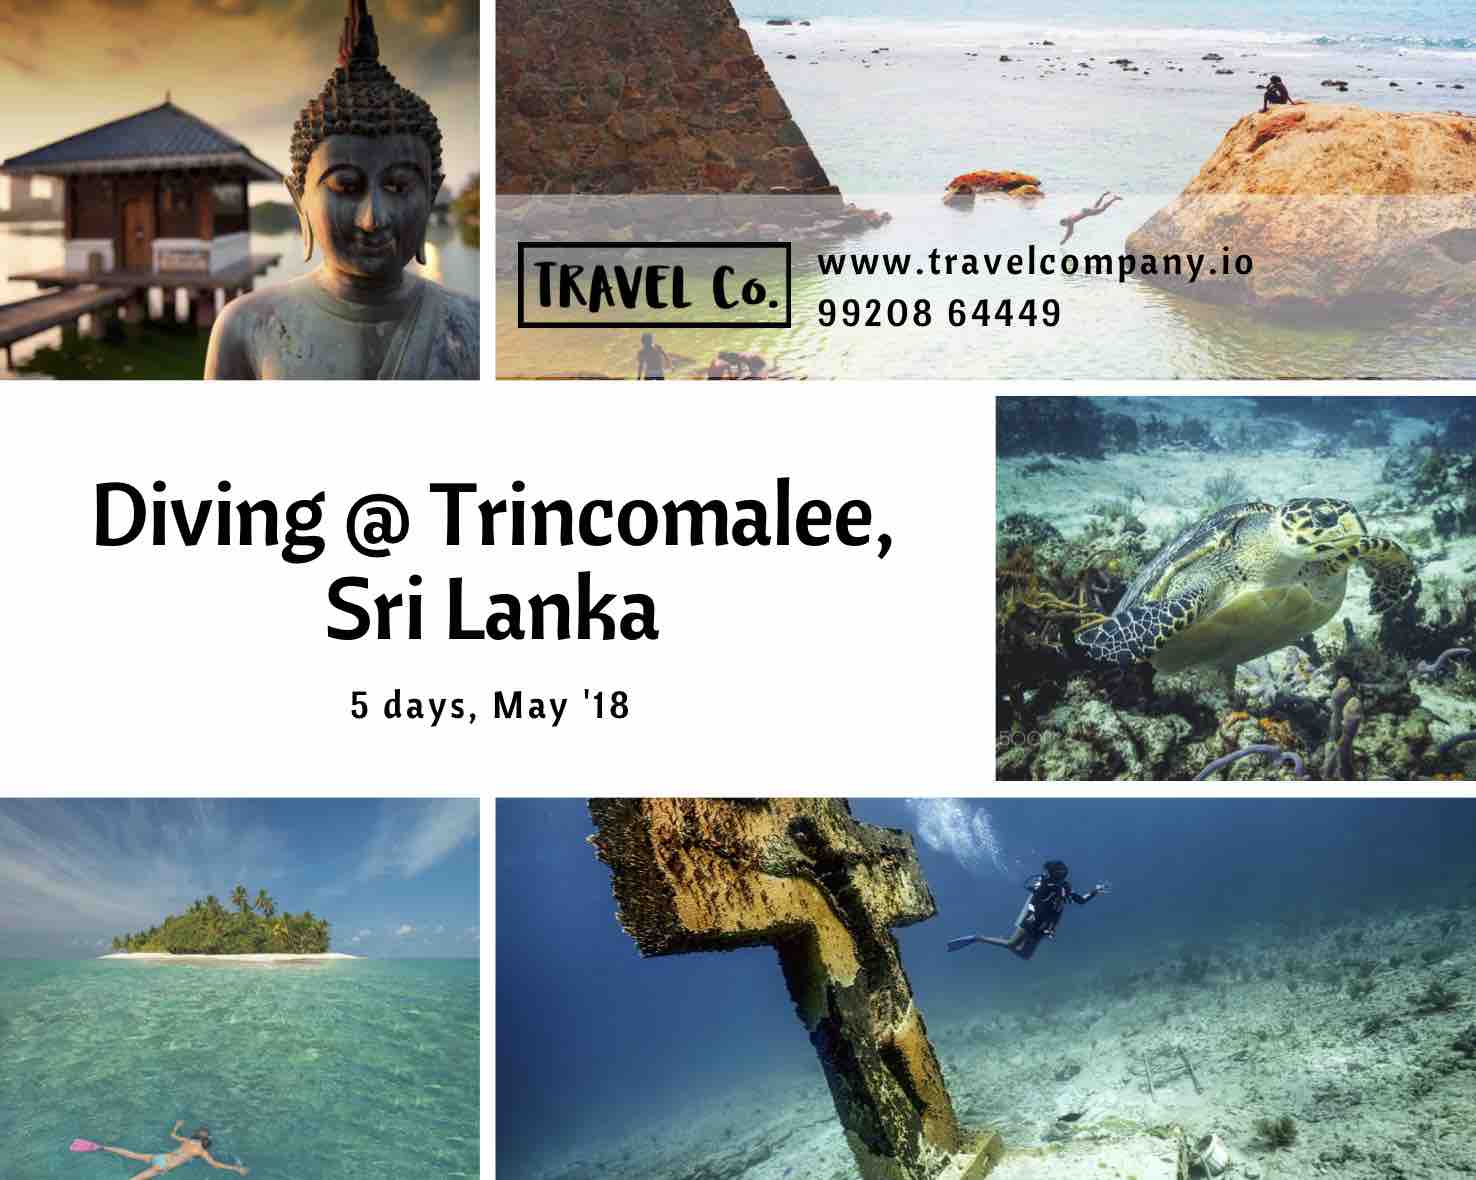 TRAVEL Co.
www.travelcompany.io
99208 64449
Diving @ Trincomalee,
Sri Lanka
5 days, May '18